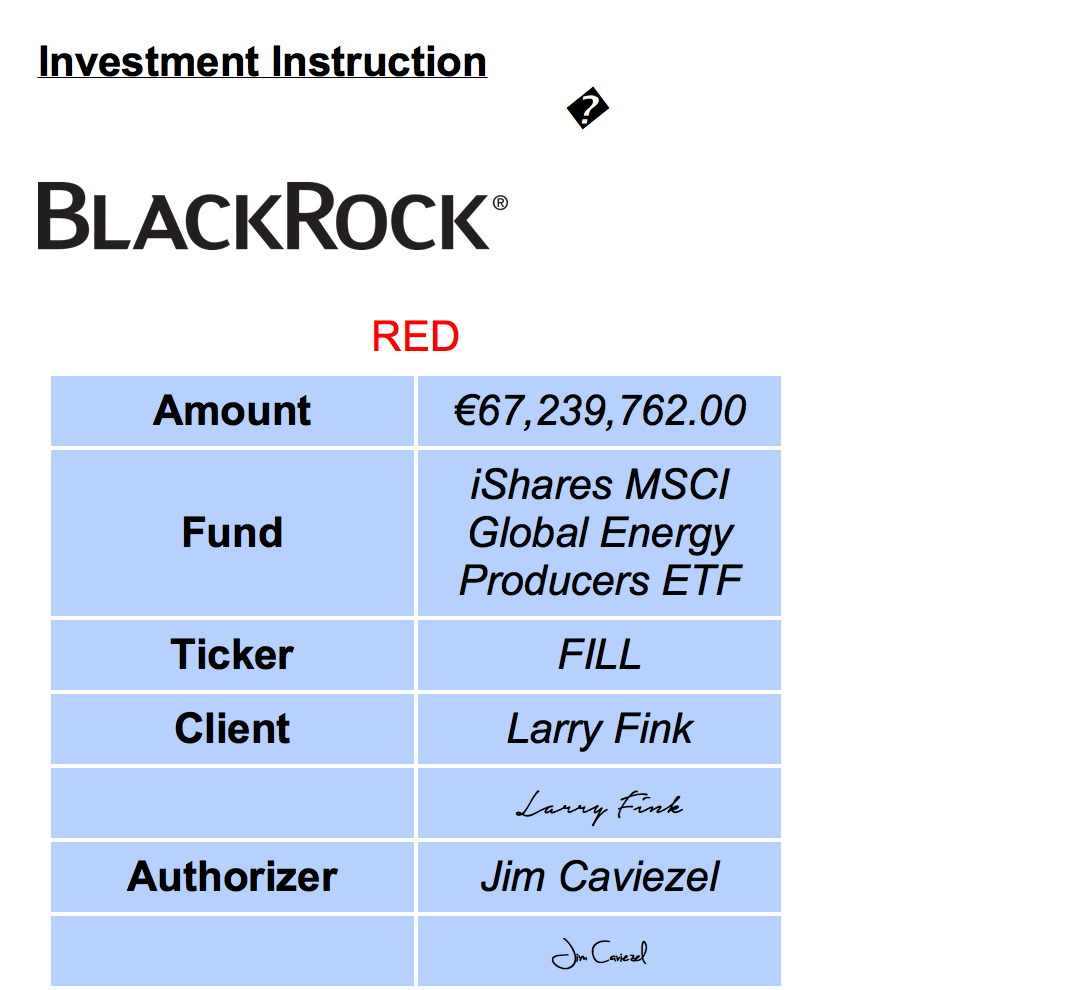 Investment Instruction
�
BLACKROCK®
RED
Amount €67,239,762.00
Fund iShares MSCI
Global Energy
Producers ETF
Ticker FILL
Client Larry Fink
Larry Fink
Authorizer Jim Caviezel
Jim Caviezel